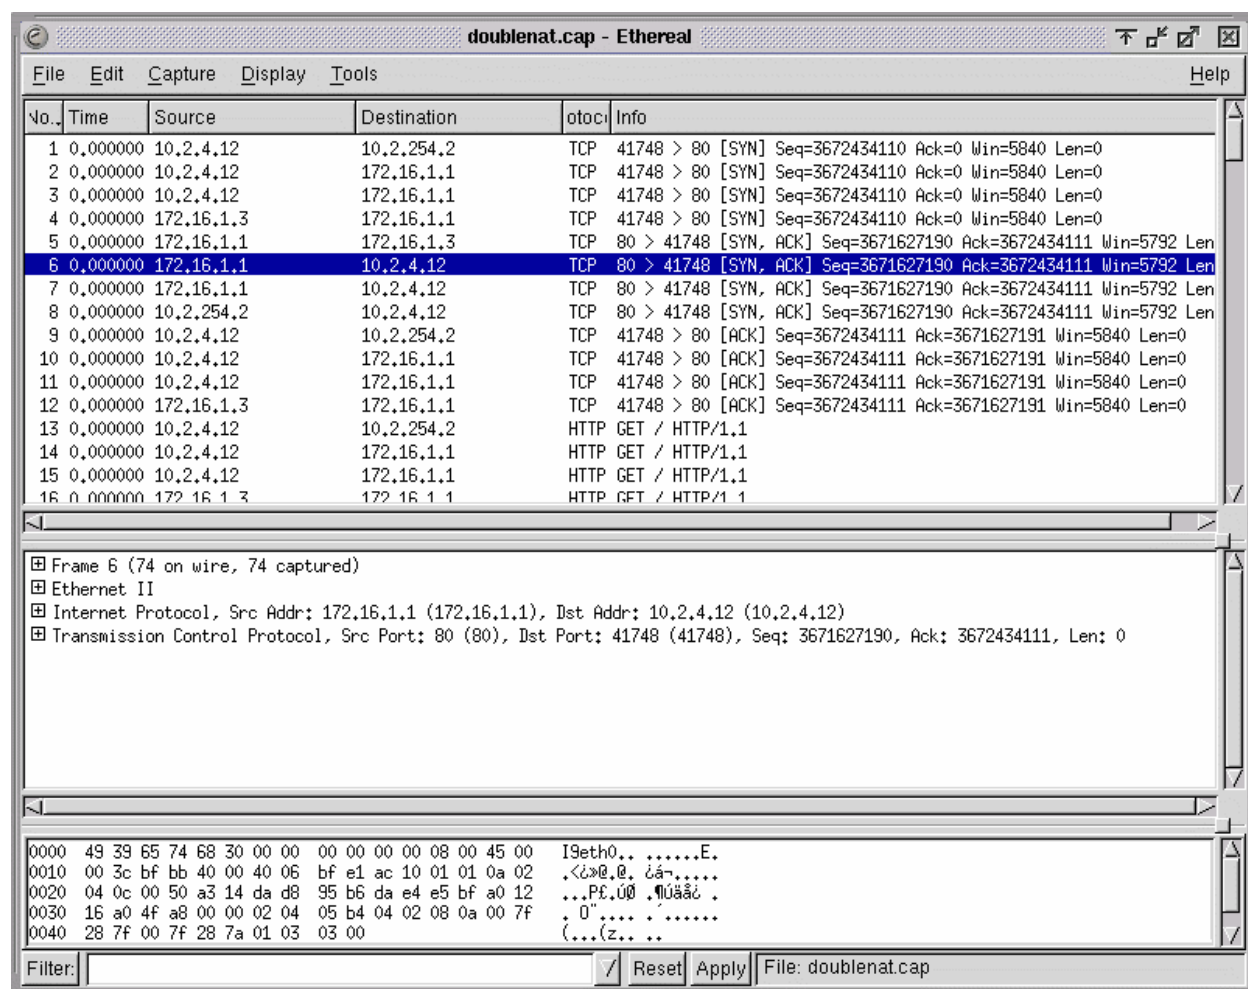 doublenat.cap - Ethereal
File Edit Capture Display Tools Help
No. Time Source Destination otoc Info
1 0.000000 10.2.4.12 10.2.254.2 TCP 41748 > 80 [SYN] Seq=3672434110 Ack=0 Win=5840 Len=0
2 0.000000 10.2.4.12 172.16.1.1 TCP 41748 > 80 [SYN] Seq=3672434110 Ack=0 Win=5840 Len=0
3 0.000000 10.2.4.12 172.16.1.1 TCP 41748 > 80 [SYN] Seq=3672434110 Ack=0 Win=5840 Len=0
4 0.000000 172.16.1.3 172.16.1.1 TCP 41748 > 80 [SYN] Seq=3672434110 Ack=0 Win=5840 Len=0
5 0.000000 172.16.1.1 172.16.1.3 TCP 80 > 41748 [SYN, ACK] Seq=3671627190 Ack=3672434111 Win=5792 Len
6 0.000000 172.16.1.1 10.2.4.12 TCP 80 > 41748 [SYN, ACK] Seq=3671627190 Ack=3672434111 Win=5792 Len
7 0.000000 172.16.1.1 10.2.4.12 TCP 80 > 41748 [SYN, ACK] Seq=3671627190 Ack=3672434111 Win=5792 Len
8 0.000000 10.2.254.2 10.2.4.12 TCP 80 > 41748 [SYN, ACK] Seq=3671627190 Ack=3672434111 Win=5792 Len
9 0.000000 10.2.4.12 10.2.254.2 TCP 41748 > 80 [ACK] Seq=3672434111 Ack=3671627191 Win=5840 Len=0
10 0.000000 10.2.4.12 172.16.1.1 TCP 41748 > 80 [ACK] Seq=3672434111 Ack=3671627191 Win=5840 Len=0
11 0.000000 10.2.4.12 172.16.1.1 TCP 41748 > 80 [ACK] Seq=3672434111 Ack=3671627191 Win=5840 Len=0
12 0.000000 172.16.1.3 172.16.1.1 TCP 41748 > 80 [ACK] Seq=3672434111 Ack=3671627191 Win=5840 Len=0
13 0.000000 10.2.4.12 10.2.254.2 HTTP GET / HTTP/1.1
14 0.000000 10.2.4.12 172.16.1.1 HTTP GET / HTTP/1.1
15 0.000000 10.2.4.12 172.16.1.1 HTTP GET / HTTP/1.1
16 0.000000 172.16.1.3 172.16.1.1 HTTP GET / HTTP/1.1
Frame 6 (74 on wire, 74 captured)
Ethernet II
Internet Protocol, Src Addr: 172.16.1.1 (172.16.1.1), Dst Addr: 10.2.4.12 (10.2.4.12)
Transmission Control Protocol, Src Port: 80 (80), Dst Port: 41748 (41748), Seq: 3671627190, Ack: 3672434111, Len: 0
0000 49 39 65 74 68 30 00 00 00 00 00 00 08 00 45 00 I9eth0.. ......E.
0010 00 3c bf bb 40 00 40 06 bf e1 ac 10 01 01 0a 02 .<¿»@.@. ¿á¬.....
0020 04 0c 00 50 a3 14 da d8 95 b6 da e4 e5 bf a0 12 ...P£.ÚØ .¶Úäå¿ .
0030 16 a0 4f a8 00 00 02 04 05 b4 04 02 08 0a 00 7f . O¨.... .´......
0040 28 7f 00 7f 28 7a 01 03 03 00 (...(z.. ..
Filter: Reset Apply File: doublenat.cap